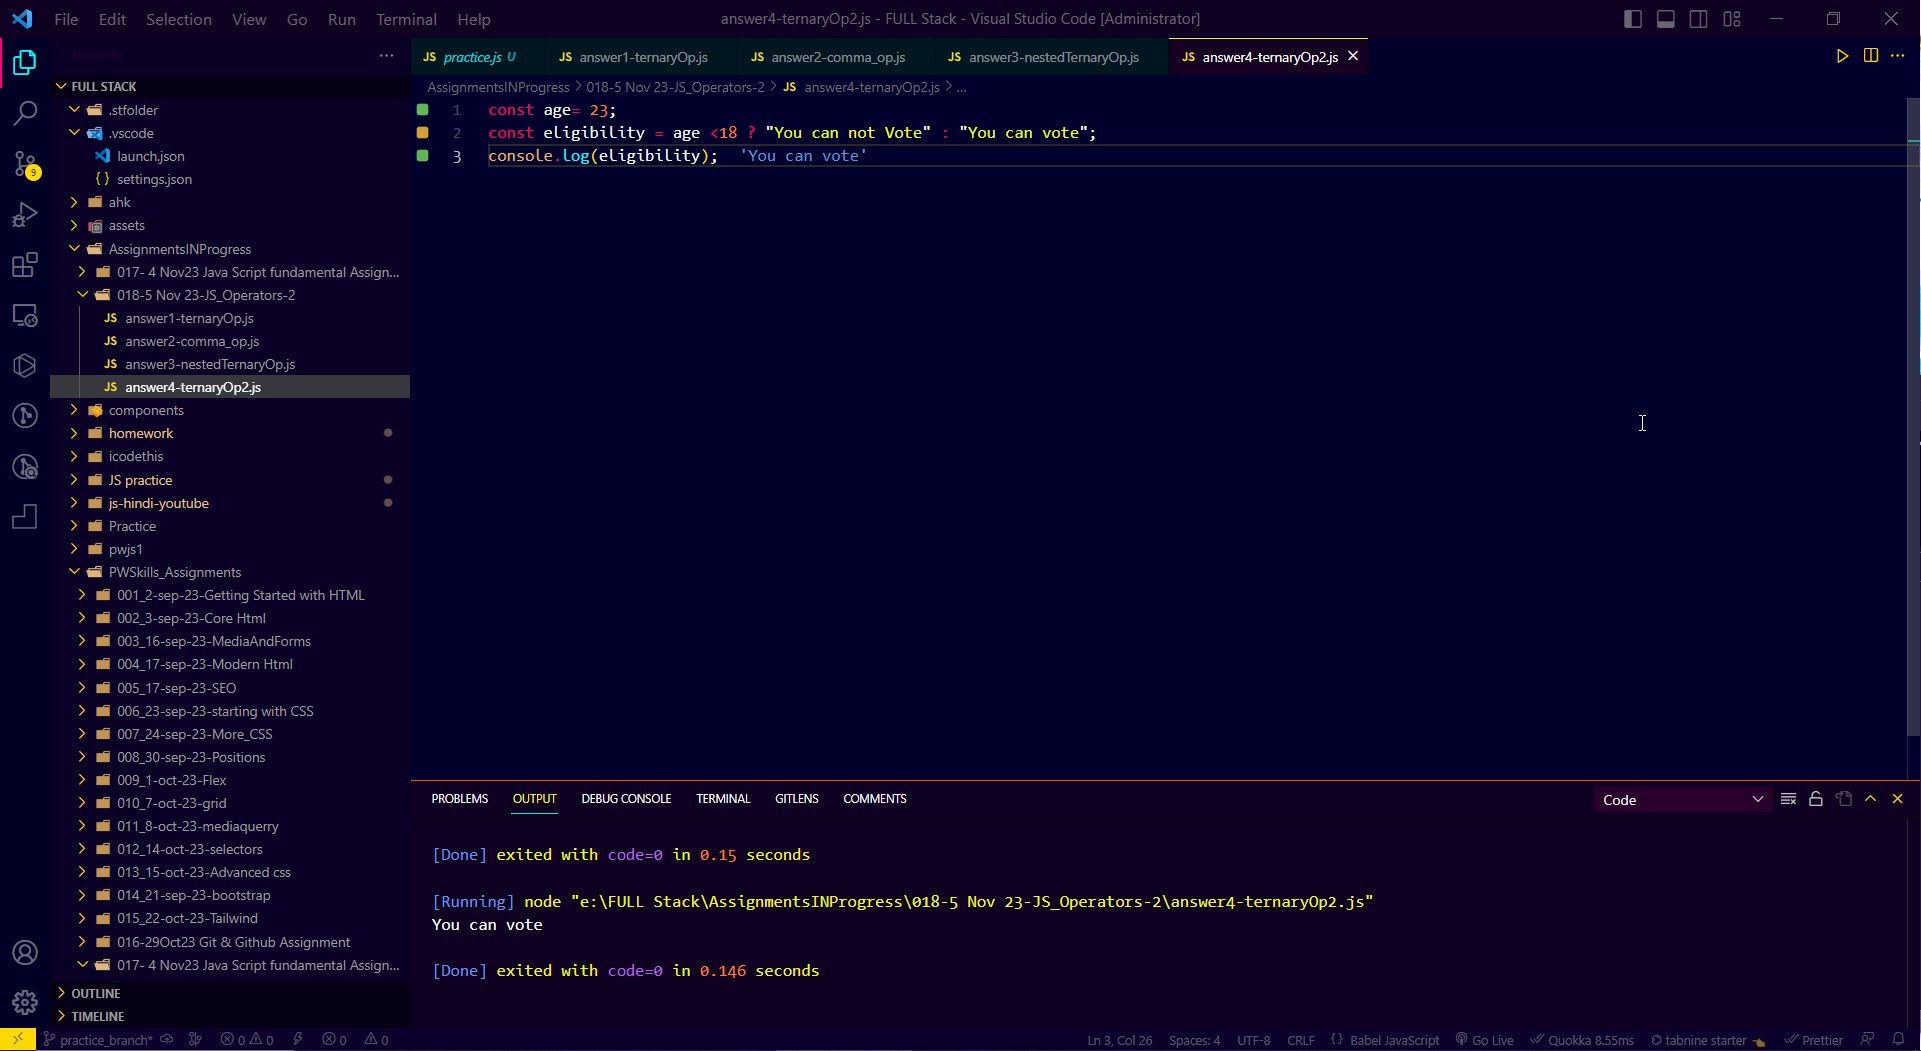 File Edit Selection View Go Run Terminal Help
answer4-ternaryOp2.js - FULL Stack - Visual Studio Code [Administrator]
EXPLORER
JS practice.js U
JS answer1-ternaryOp.js
JS answer2-comma_op.js
JS answer3-nestedTernaryOp.js
JS answer4-ternaryOp2.js
AssignmentsINProgress > 018-5 Nov 23-JS_Operators-2 > JS answer4-ternaryOp2.js > ...
9
FULL STACK
.stfolder
.vscode
launch.json
{} settings.json
ahk
assets
AssignmentsINProgress
017- 4 Nov23 Java Script fundamental Assign...
018-5 Nov 23-JS_Operators-2
JS answer1-ternaryOp.js
JS answer2-comma_op.js
JS answer3-nestedTernaryOp.js
JS answer4-ternaryOp2.js
components
homework
icodethis
JS practice
js-hindi-youtube
Practice
pwjs1
PWSkills_Assignments
001_2-sep-23-Getting Started with HTML
002_3-sep-23-Core Html
003_16-sep-23-MediaAndForms
004_17-sep-23-Modern Html
005_17-sep-23-SEO
006_23-sep-23-starting with CSS
007_24-sep-23-More_CSS
008_30-sep-23-Positions
009_1-oct-23-Flex
010_7-oct-23-grid
011_8-oct-23-mediaquerry
012_14-oct-23-selectors
013_15-oct-23-Advanced css
014_21-sep-23-bootstrap
015_22-oct-23-Tailwind
016-29Oct23 Git & Github Assignment
017- 4 Nov23 Java Script fundamental Assign...
OUTLINE
TIMELINE
1 const age= 23;
2 const eligibility = age <18 ? "You can not Vote" : "You can vote";
3 console.log(eligibility); 'You can vote'
PROBLEMS OUTPUT DEBUG CONSOLE TERMINAL GITLENS COMMENTS
Code
[Done] exited with code=0 in 0.15 seconds
[Running] node "e:\FULL Stack\AssignmentsINProgress\018-5 Nov 23-JS_Operators-2\answer4-ternaryOp2.js"
You can vote
[Done] exited with code=0 in 0.146 seconds
practice_branch* 0 0 0 0
Ln 3, Col 26 Spaces: 4 UTF-8 CRLF {} Babel JavaScript Go Live Quokka 8.55ms tabnine starter Prettier